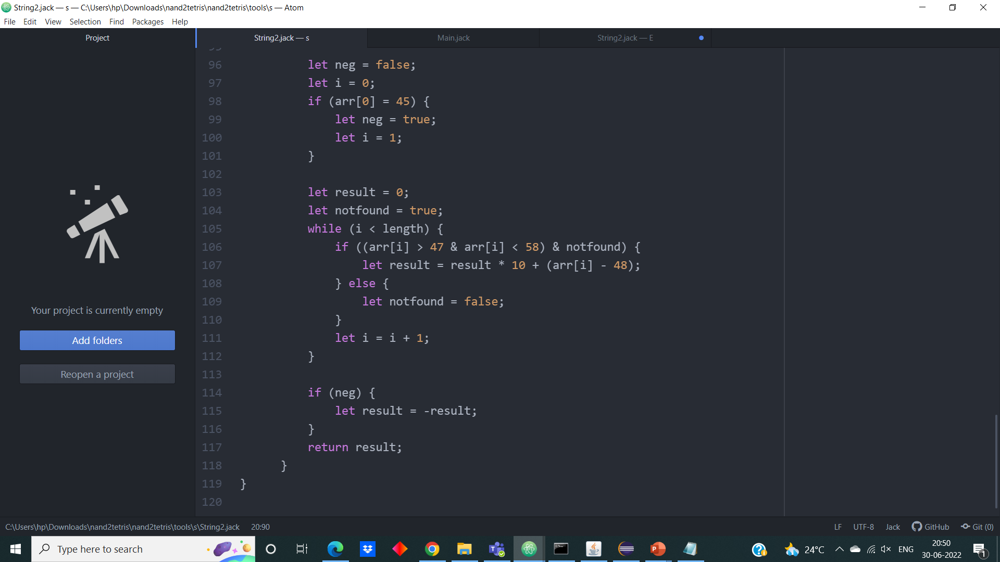 String2.jack — s — C:\Users\hp\Downloads\nand2tetris\nand2tetris\tools\s — Atom
File Edit View Selection Find Packages Help
Project
String2.jack — s
Main.jack
String2.jack — E
96 let neg = false;
97 let i = 0;
98 if (arr[0] = 45) {
99 let neg = true;
100 let i = 1;
101 }
102
103 let result = 0;
104 let notfound = true;
105 while (i < length) {
106 if ((arr[i] > 47 & arr[i] < 58) & notfound) {
107 let result = result * 10 + (arr[i] - 48);
108 } else {
109 let notfound = false;
110 }
111 let i = i + 1;
112 }
113
114 if (neg) {
115 let result = -result;
116 }
117 return result;
118 }
119 }
120
Your project is currently empty
Add folders
Reopen a project
C:\Users\hp\Downloads\nand2tetris\nand2tetris\tools\s\String2.jack 20:90
LF UTF-8 Jack GitHub Git (0)
Type here to search
24°C
ENG
20:50
30-06-2022
1